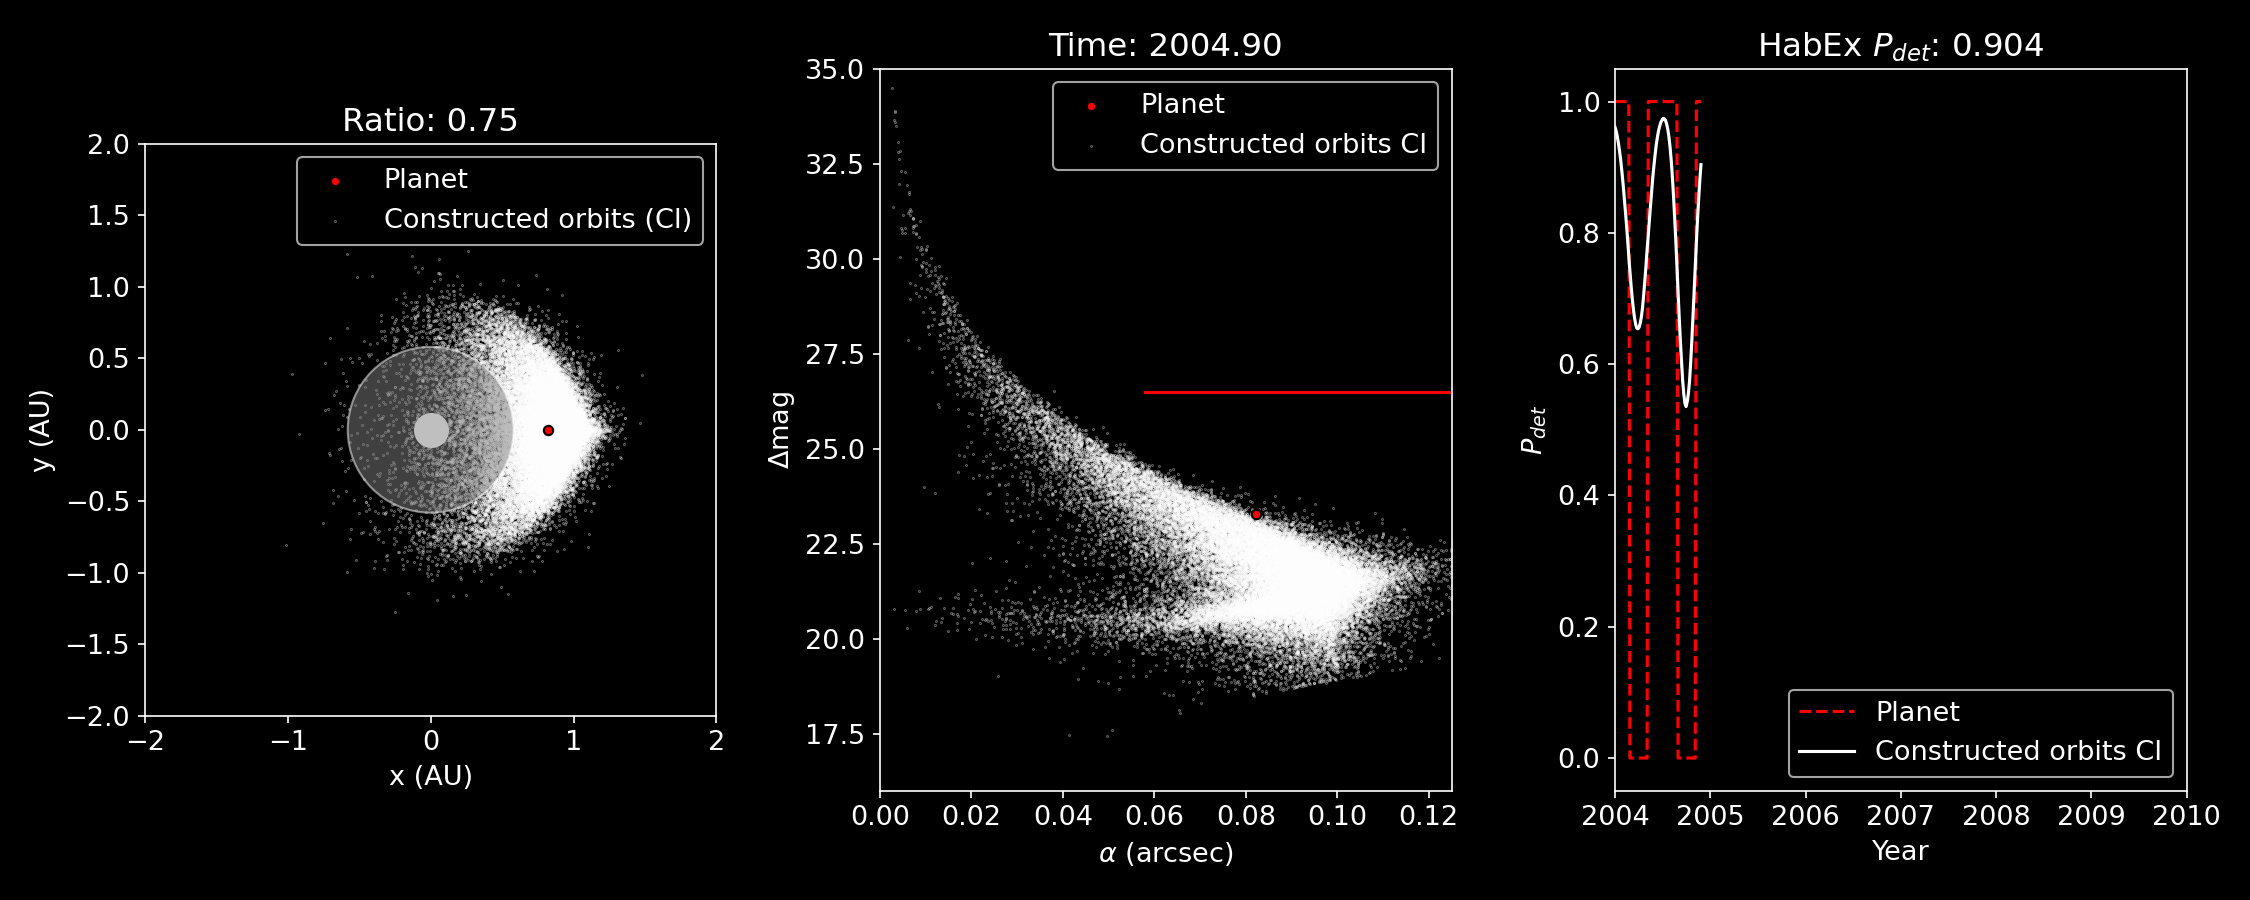 Ratio: 0.75
Planet
Constructed orbits (CI)
2.0
1.5
1.0
0.5
0.0
−0.5
−1.0
−1.5
−2.0
−2
−1
0
1
2
x (AU)
y (AU)
Time: 2004.90
Planet
Constructed orbits CI
35.0
32.5
30.0
27.5
25.0
22.5
20.0
17.5
0.00
0.02
0.04
0.06
0.08
0.10
0.12
α (arcsec)
Δmag
HabEx P_det: 0.904
1.0
0.8
0.6
0.4
0.2
0.0
Planet
Constructed orbits CI
2004
2005
2006
2007
2008
2009
2010
Year
P_det